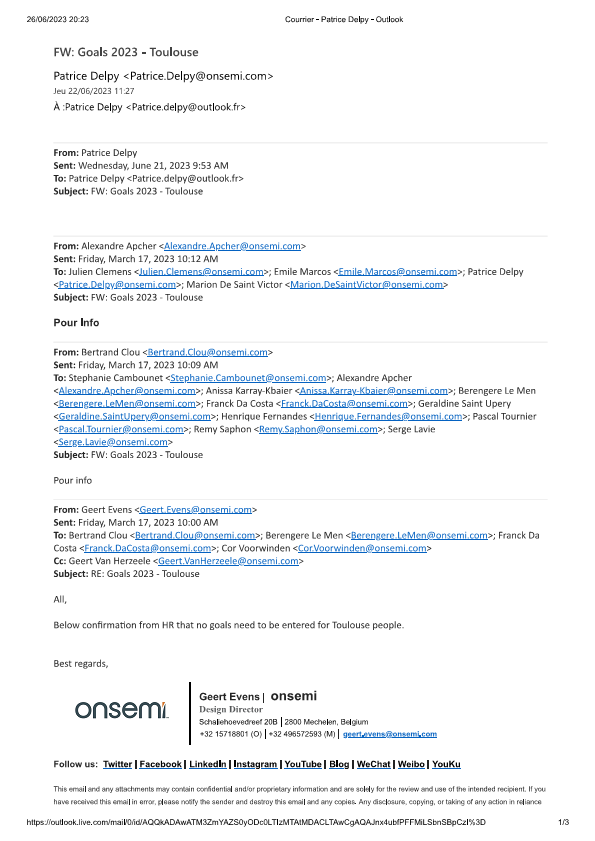 26/06/2023 20:23 Courrier - Patrice Delpy - Outlook
FW: Goals 2023 - Toulouse
Patrice Delpy <Patrice.Delpy@onsemi.com>
Jeu 22/06/2023 11:27
À :Patrice Delpy <Patrice.delpy@outlook.fr>
From: Patrice Delpy
Sent: Wednesday, June 21, 2023 9:53 AM
To: Patrice Delpy <Patrice.delpy@outlook.fr>
Subject: FW: Goals 2023 - Toulouse
From: Alexandre Apcher <Alexandre.Apcher@onsemi.com>
Sent: Friday, March 17, 2023 10:12 AM
To: Julien Clemens <Julien.Clemens@onsemi.com>; Emile Marcos <Emile.Marcos@onsemi.com>; Patrice Delpy
<Patrice.Delpy@onsemi.com>; Marion De Saint Victor <Marion.DeSaintVictor@onsemi.com>
Subject: FW: Goals 2023 - Toulouse
Pour Info
From: Bertrand Clou <Bertrand.Clou@onsemi.com>
Sent: Friday, March 17, 2023 10:09 AM
To: Stephanie Cambounet <Stephanie.Cambounet@onsemi.com>; Alexandre Apcher
<Alexandre.Apcher@onsemi.com>; Anissa Karray-Kbaier <Anissa.Karray-Kbaier@onsemi.com>; Berengere Le Men
<Berengere.LeMen@onsemi.com>; Franck Da Costa <Franck.DaCosta@onsemi.com>; Geraldine Saint Upery
<Geraldine.SaintUpery@onsemi.com>; Henrique Fernandes <Henrique.Fernandes@onsemi.com>; Pascal Tournier
<Pascal.Tournier@onsemi.com>; Remy Saphon <Remy.Saphon@onsemi.com>; Serge Lavie
<Serge.Lavie@onsemi.com>
Subject: FW: Goals 2023 - Toulouse
Pour info
From: Geert Evens <Geert.Evens@onsemi.com>
Sent: Friday, March 17, 2023 10:00 AM
To: Bertrand Clou <Bertrand.Clou@onsemi.com>; Berengere Le Men <Berengere.LeMen@onsemi.com>; Franck Da
Costa <Franck.DaCosta@onsemi.com>; Cor Voorwinden <Cor.Voorwinden@onsemi.com>
Cc: Geert Van Herzeele <Geert.VanHerzeele@onsemi.com>
Subject: RE: Goals 2023 - Toulouse
All,
Below confirmation from HR that no goals need to be entered for Toulouse people.
Best regards,
onsemi
Geert Evens | onsemi
Design Director
Schaliehoevedreef 20B | 2800 Mechelen, Belgium
+32 15718801 (O) | +32 496572593 (M) | geert.evens@onsemi.com
Follow us: Twitter | Facebook | LinkedIn | Instagram | YouTube | Blog | WeChat | Weibo | YouKu
This email and any attachments may contain confidential and/or proprietary information and are solely for the review and use of the intended recipient. If you
have received this email in error, please notify the sender and destroy this email and any copies. Any disclosure, copying, or taking of any action in reliance
https://outlook.live.com/mail/0/id/AQQkADAwATM3ZmYAZS0yODc0LTIzMTAtMDACLTAwCgAQAJnx4ubfPFFMiLSbnSBpCzI%3D 1/3